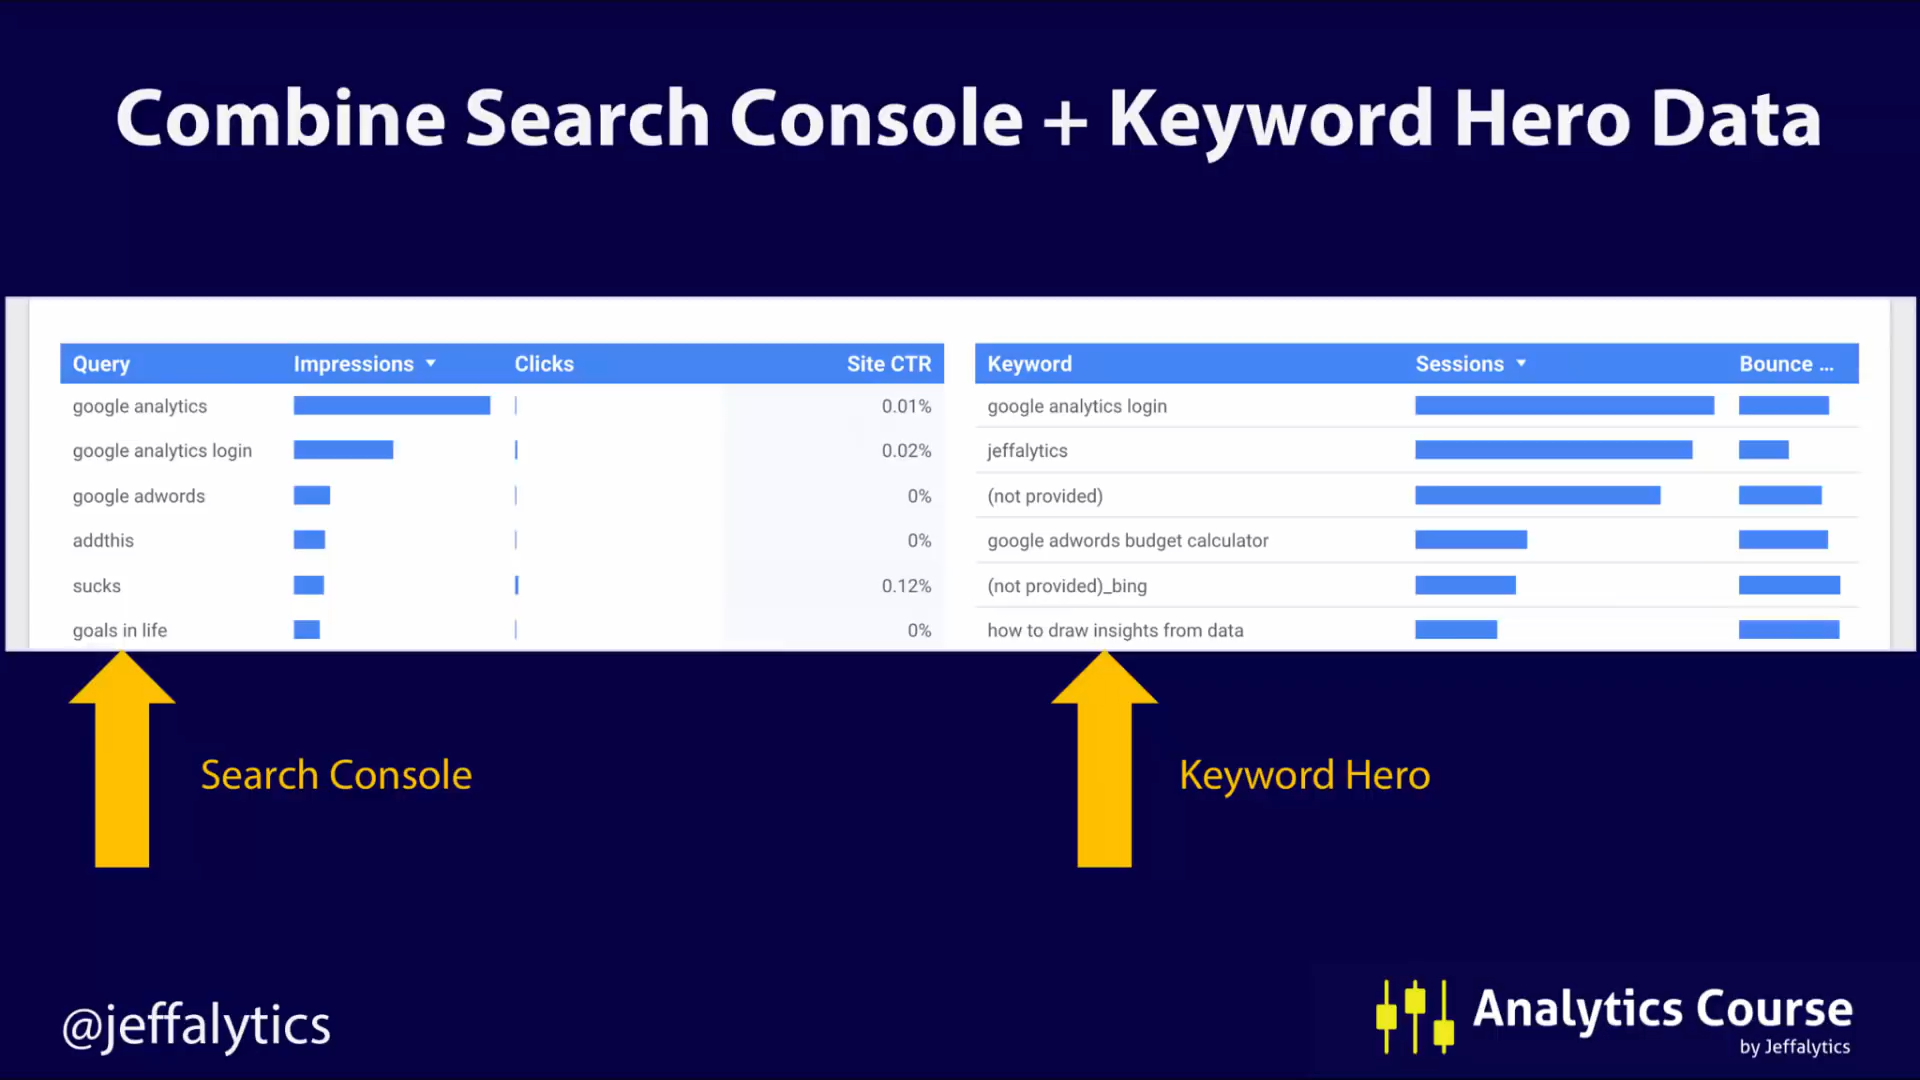 Combine Search Console + Keyword Hero Data
Query Impressions Clicks Site CTR
google analytics 0.01%
google analytics login 0.02%
google adwords 0%
addthis 0%
sucks 0.12%
goals in life 0%
Keyword Sessions Bounce ...
google analytics login
jeffalytics
(not provided)
google adwords budget calculator
(not provided)_bing
how to draw insights from data
Search Console
Keyword Hero
@jeffalytics
Analytics Course
by Jeffalytics